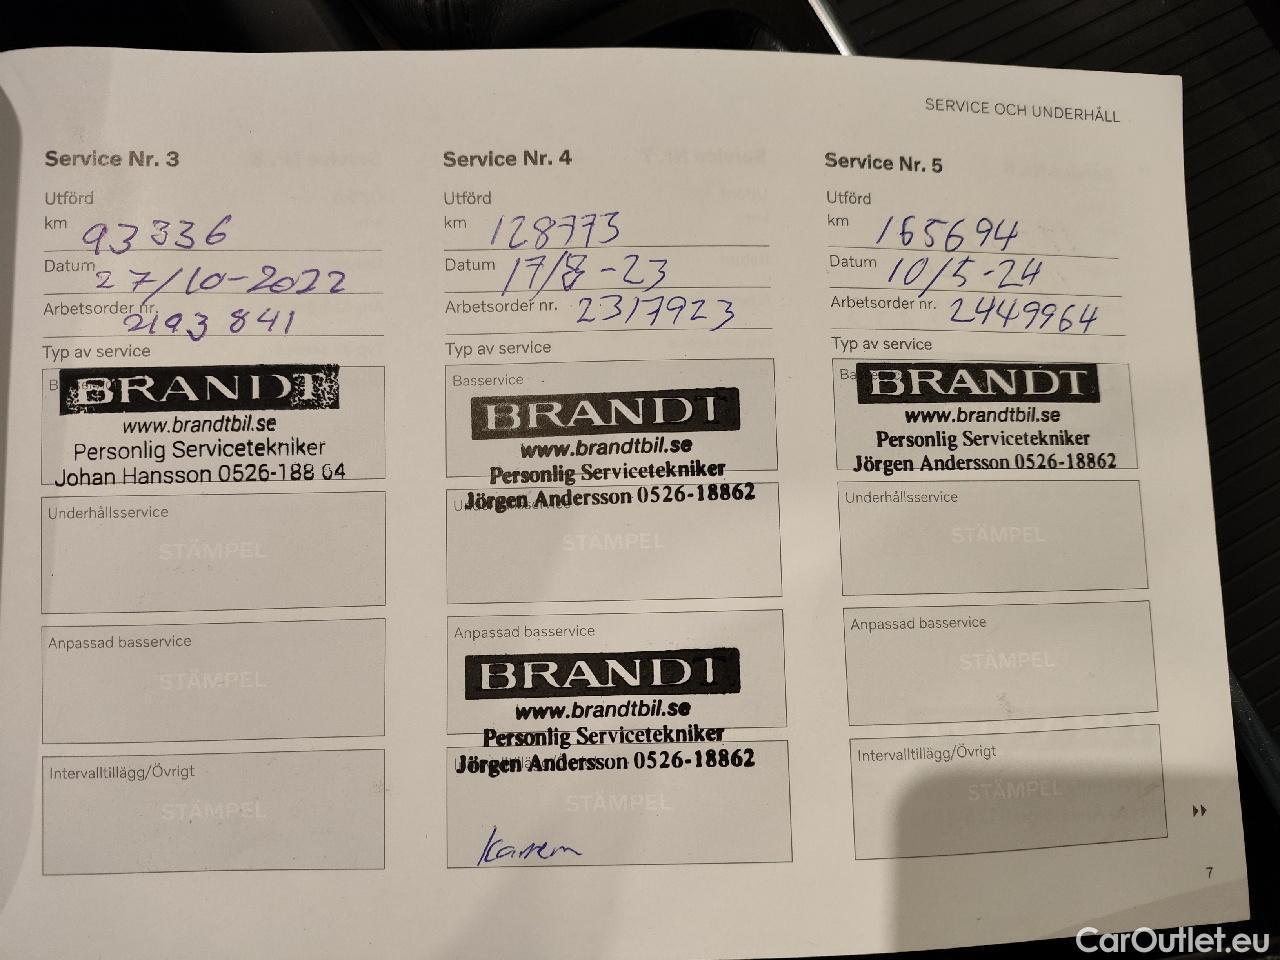 SERVICE OCH UNDERHÅLL
Service Nr. 3
Utförd
km 93336
Datum 27/10-2022
Arbetsorder nr. 2193841
Typ av service
BRANDT
www.brandtbil.se
Personlig Servicetekniker
Johan Hansson 0526-188 04
Underhållsservice
STÄMPEL
Anpassad basservice
STÄMPEL
Intervalltillägg/Övrigt
STÄMPEL
Service Nr. 4
Utförd
km 128773
Datum 17/8-23
Arbetsorder nr. 2317923
Typ av service
Basservice
BRANDT
www.brandtbil.se
Personlig Servicetekniker
Jörgen Andersson 0526-18862
STÄMPEL
Anpassad basservice
BRANDT
www.brandtbil.se
Personlig Servicetekniker
Jörgen Andersson 0526-18862
STÄMPEL
Service Nr. 5
Utförd
km 165694
Datum 10/5-24
Arbetsorder nr. 2449964
Typ av service
BRANDT
www.brandtbil.se
Personlig Servicetekniker
Jörgen Andersson 0526-18862
Underhållsservice
STÄMPEL
Anpassad basservice
STÄMPEL
Intervalltillägg/Övrigt
STÄMPEL
7
CarOutlet.eu